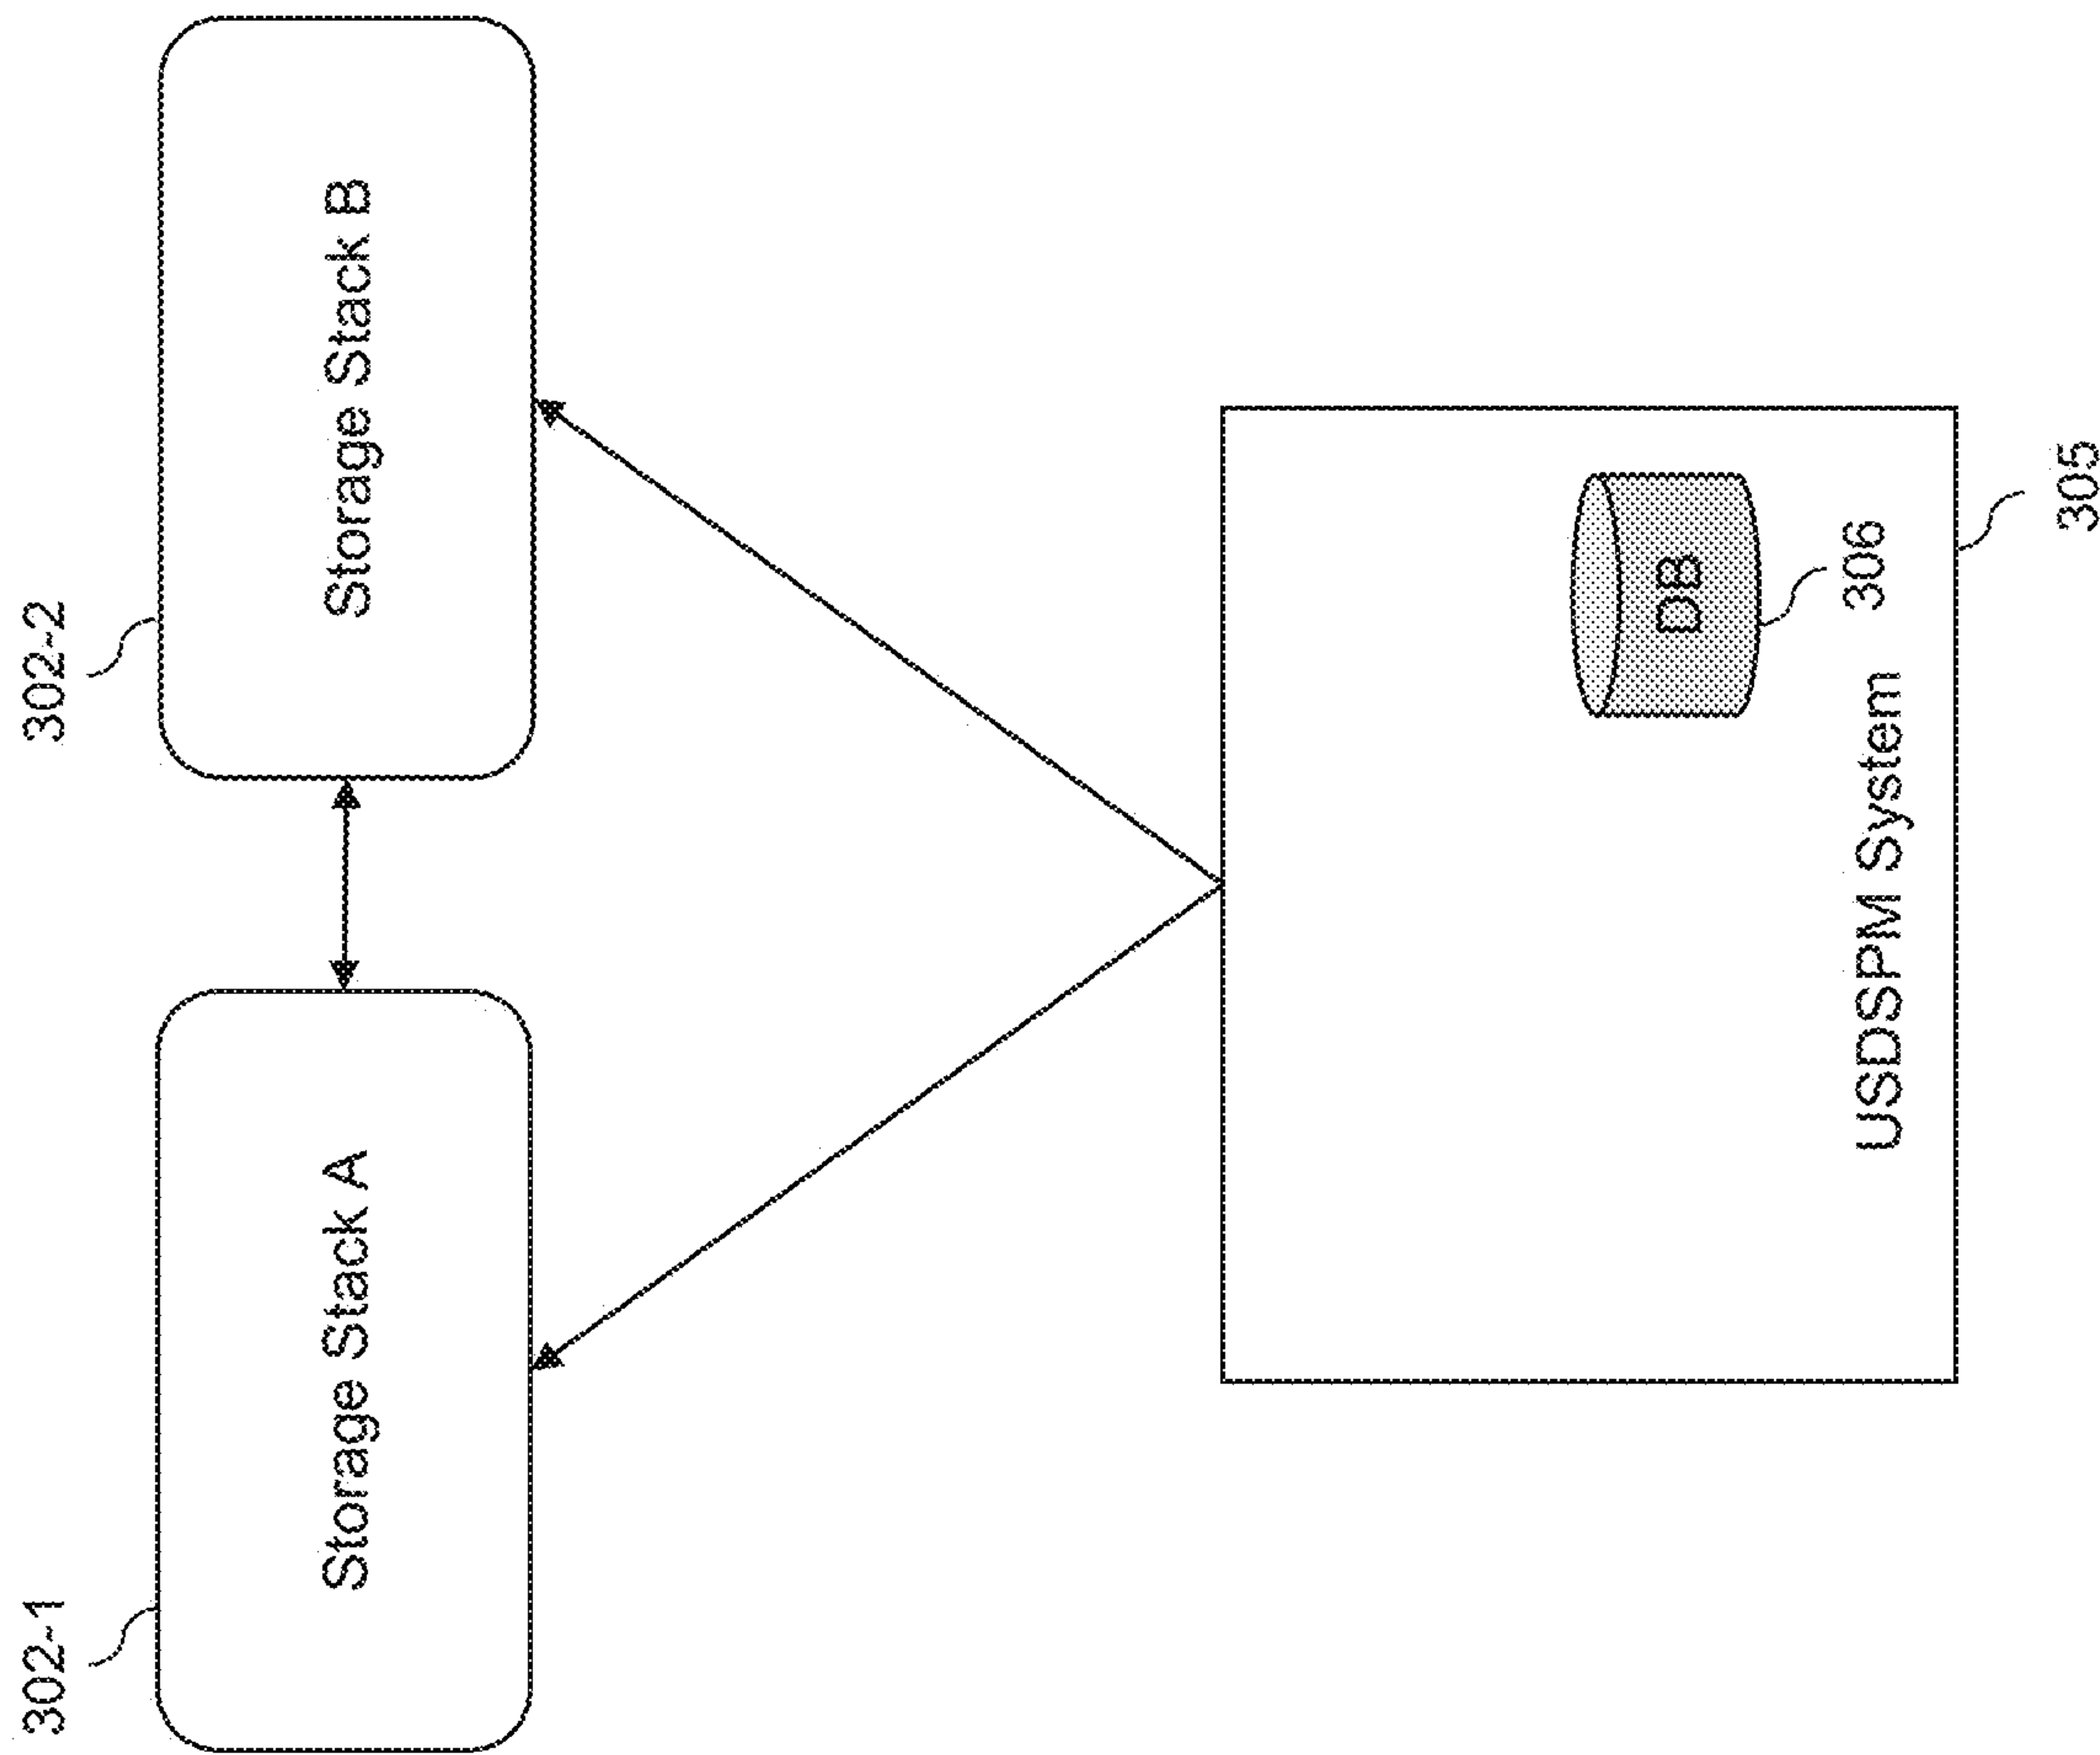 302-1
302-2
Storage Stack A
Storage Stack B
DB
306
USDSPM System
305